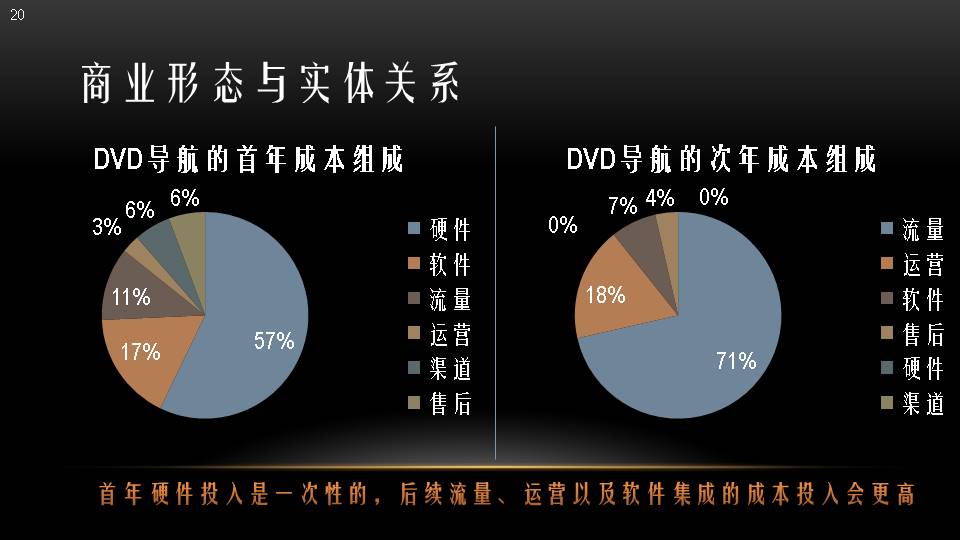 20
商业形态与实体关系
DVD导航的首年成本组成
6%
6%
3%
11%
17%
57%
硬件
软件
流量
运营
渠道
售后
DVD导航的次年成本组成
0%
4%
7%
0%
18%
71%
流量
运营
软件
售后
硬件
渠道
首年硬件投入是一次性的，后续流量、运营以及软件集成的成本投入会更高